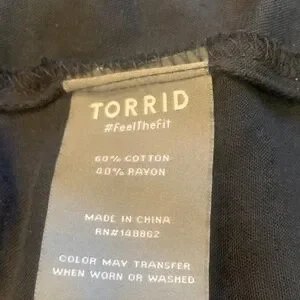 TORRID
#FeelTheFit
60% COTTON
40% RAYON
MADE IN CHINA
RN#148862
COLOR MAY TRANSFER
WHEN WORN OR WASHED